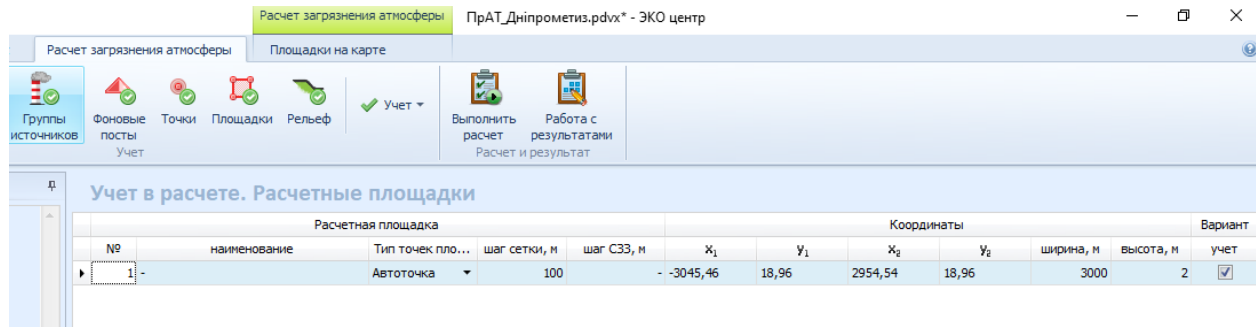 Расчет загрязнения атмосферы ПрАТ_Дніпрометиз.pdvx* - ЭКО центр
Расчет загрязнения атмосферы Площадки на карте
Группы источников
Фоновые посты
Точки
Площадки
Рельеф
Учет
Учет
Выполнить расчет
Работа с результатами
Расчет и результат
Учет в расчете. Расчетные площадки
Расчетная площадка Координаты Вариант
№ наименование Тип точек пло... шаг сетки, м шаг СЗЗ, м X₁ y₁ X₂ y₂ ширина, м высота, м учет
1 - Автоточка 100 - -3045,46 18,96 2954,54 18,96 3000 2